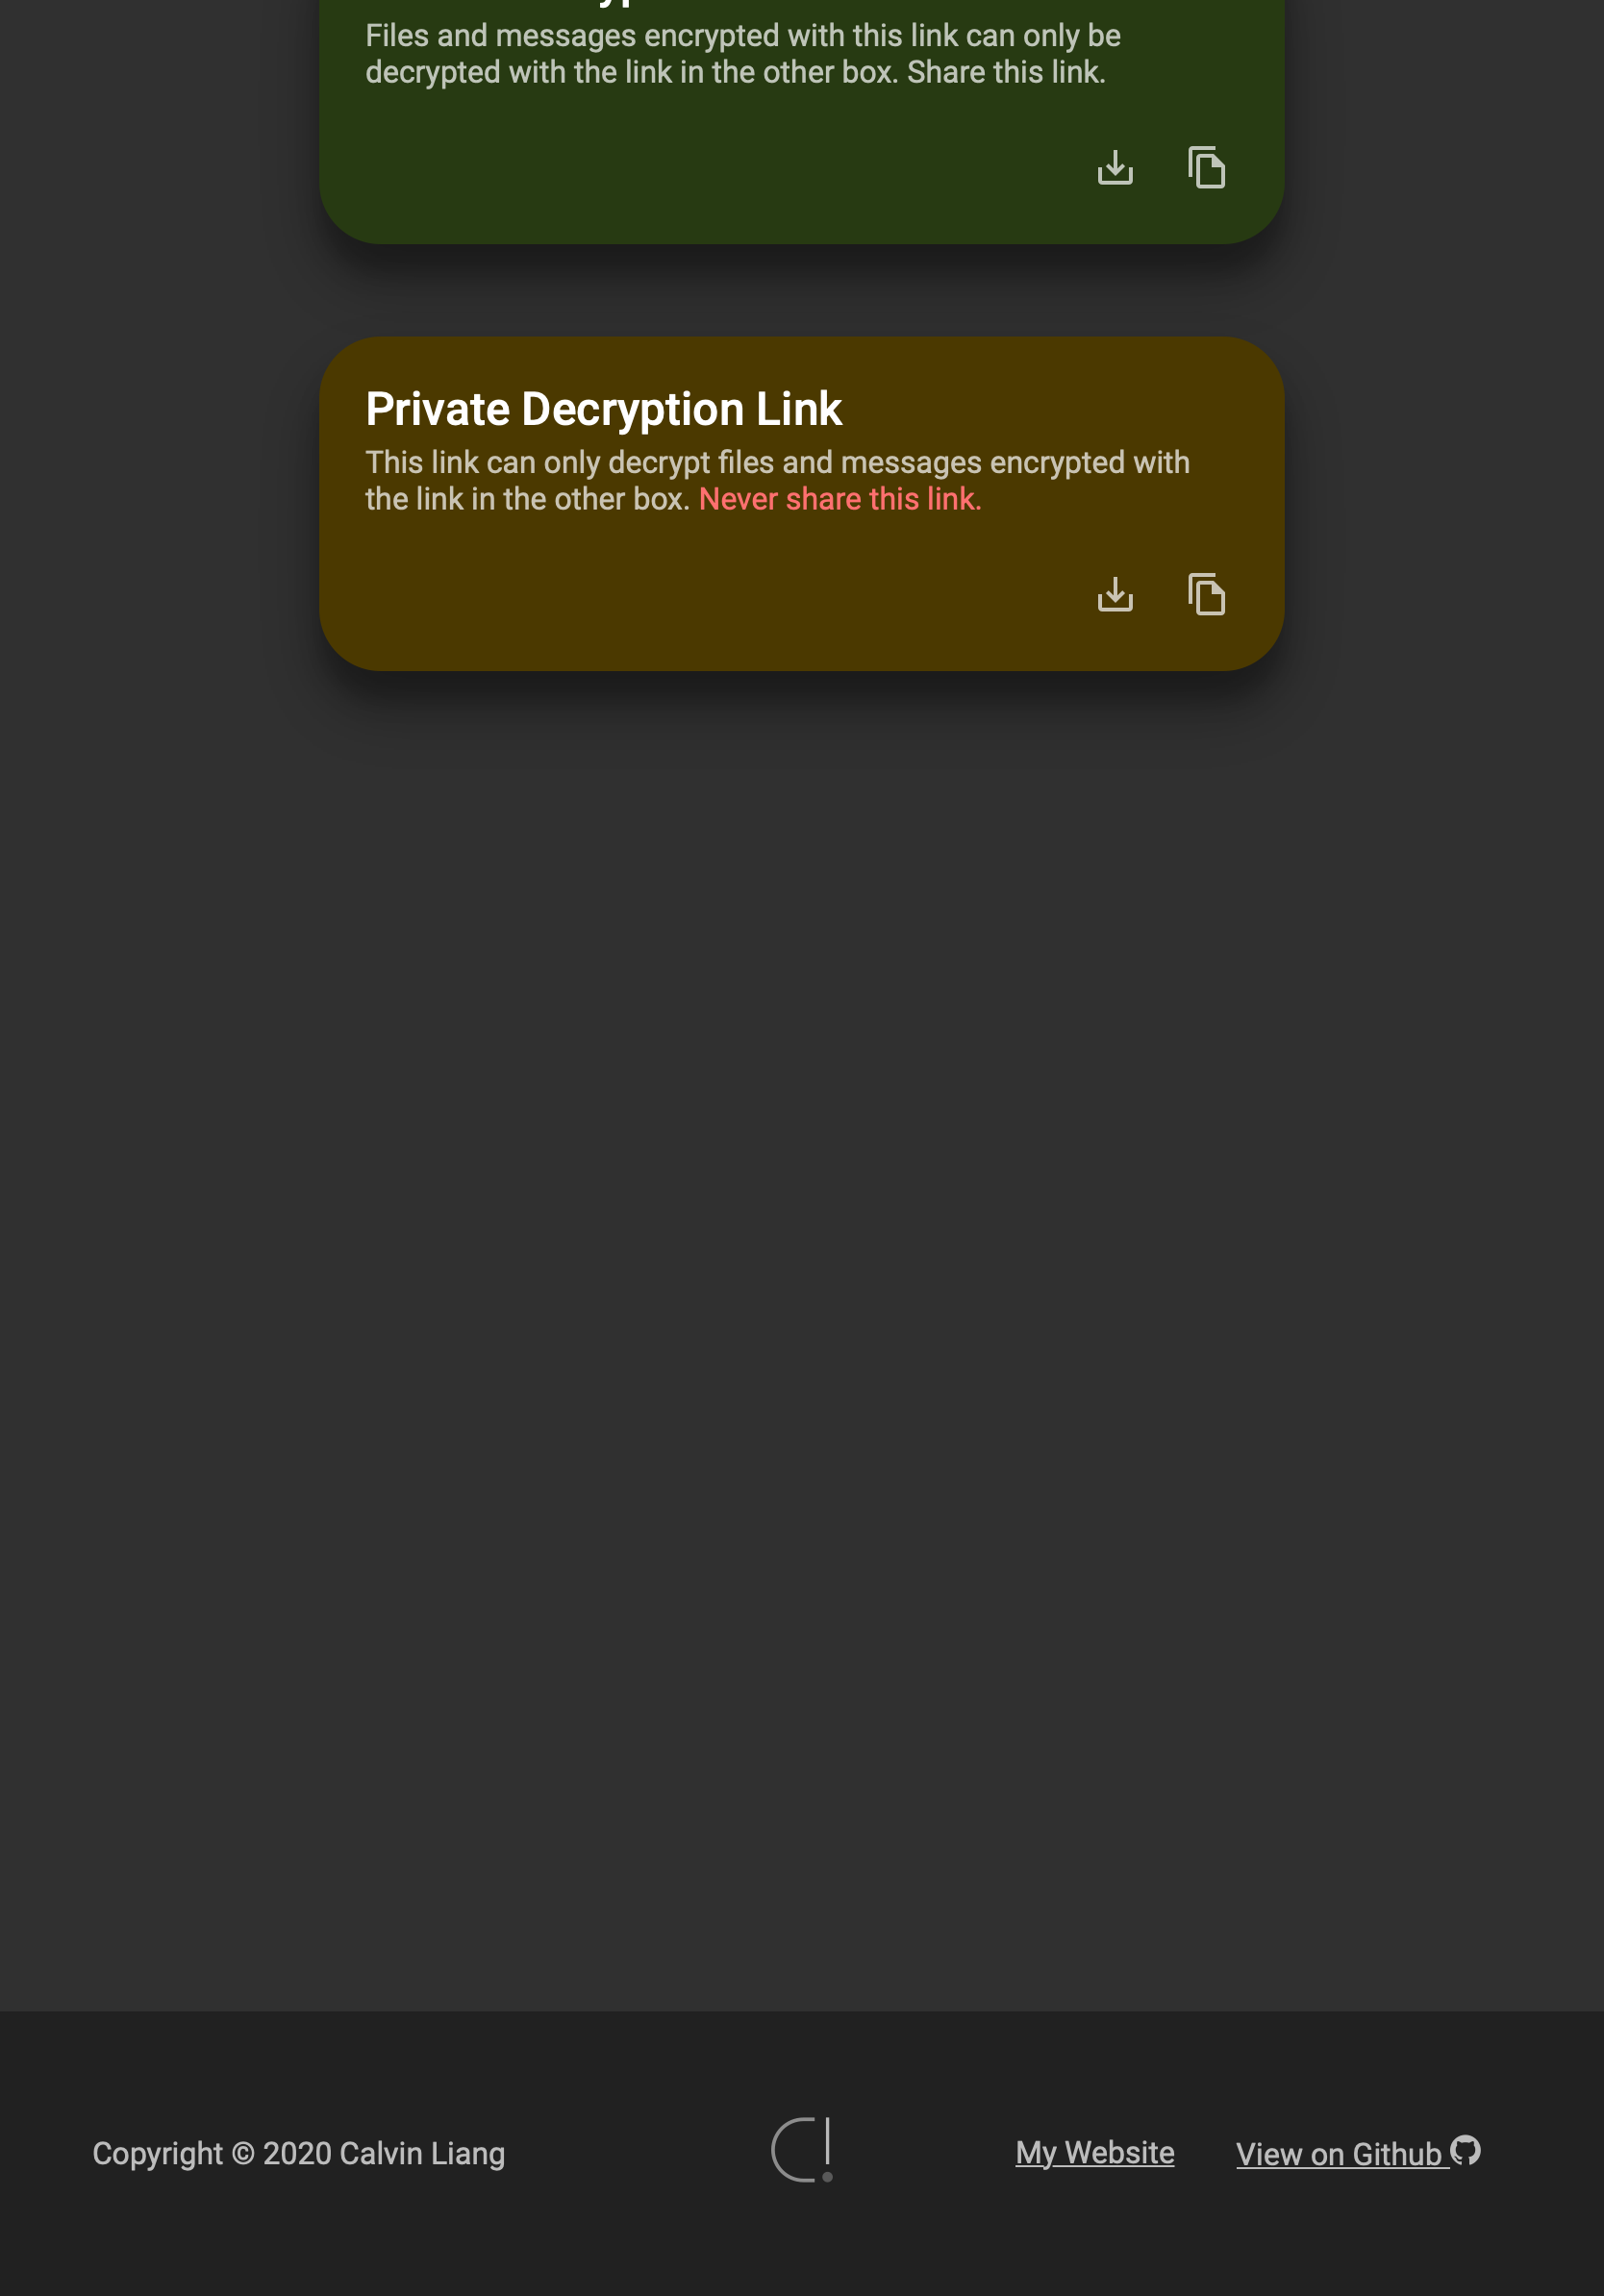 Files and messages encrypted with this link can only be
decrypted with the link in the other box. Share this link.
Private Decryption Link
This link can only decrypt files and messages encrypted with
the link in the other box. Never share this link.
Copyright © 2020 Calvin Liang
My Website
View on Github